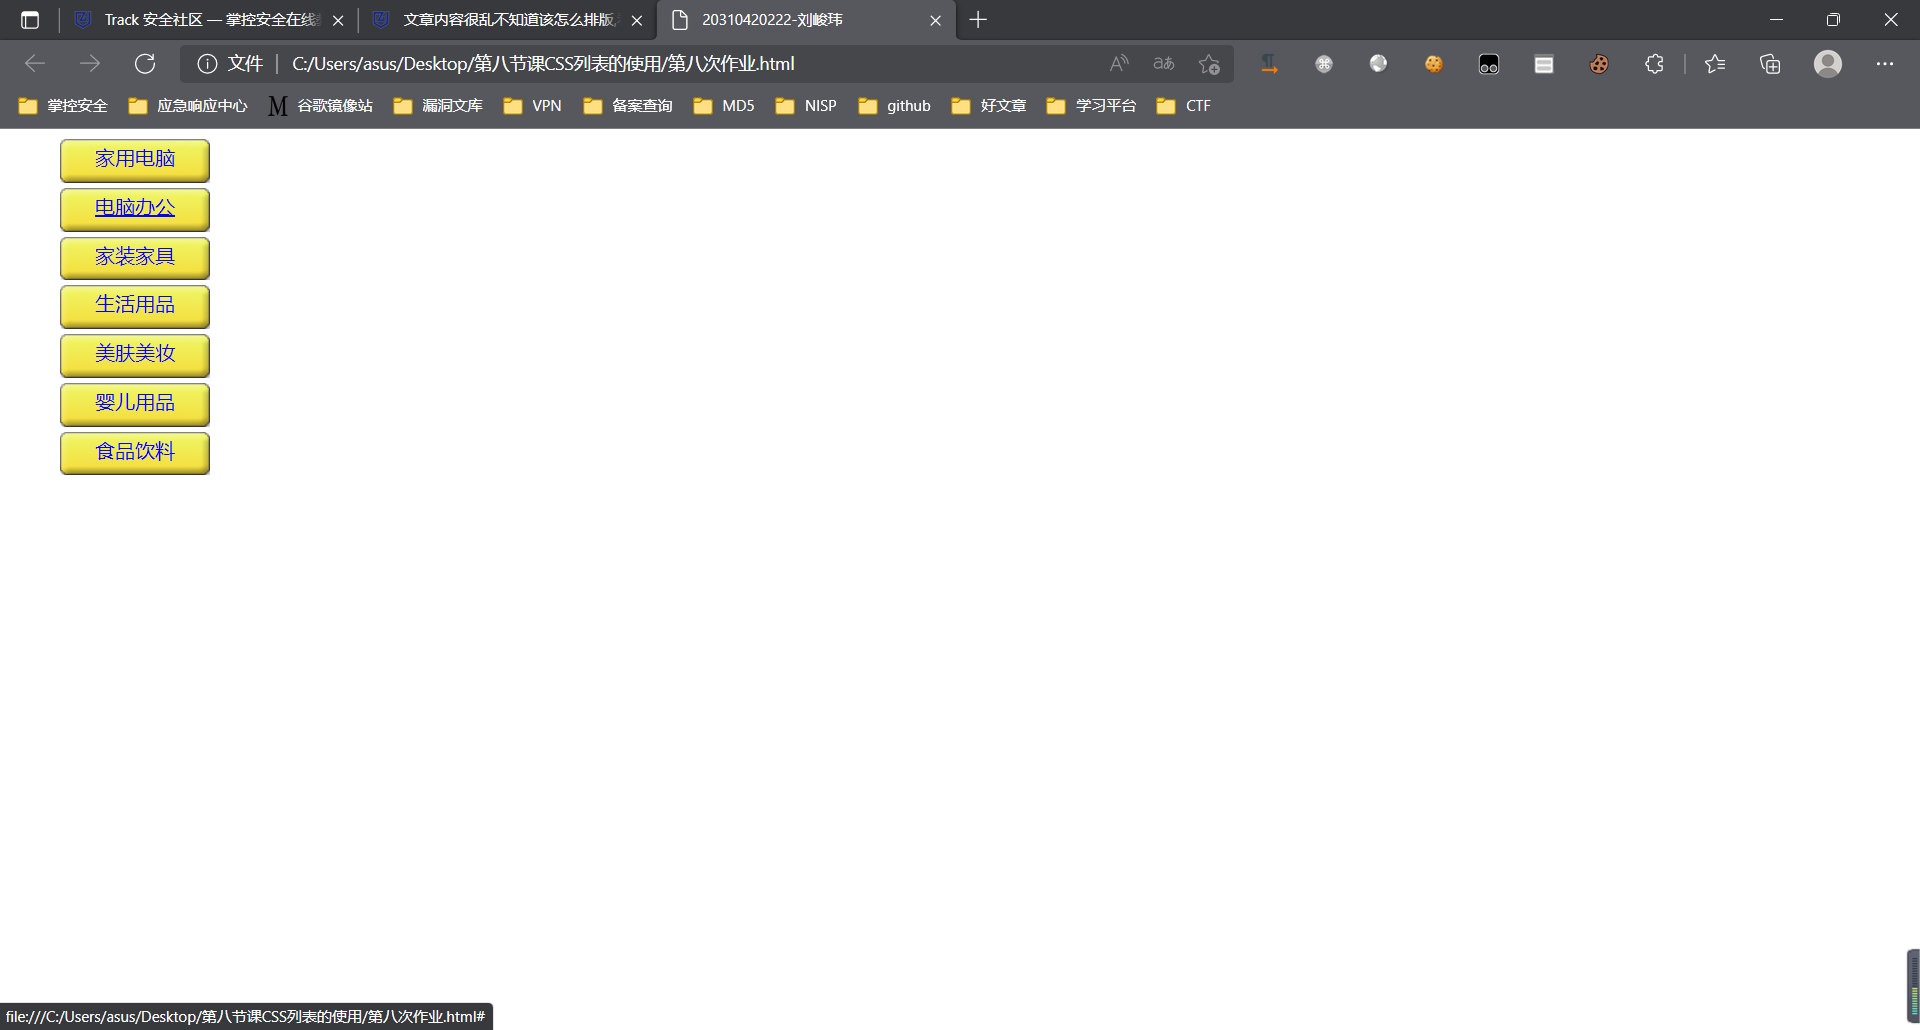 Track 安全社区 — 掌控安全在线
文章内容很乱不知道该怎么排版
20310420222-刘峻玮
文件
C:/Users/asus/Desktop/第八节课CSS列表的使用/第八次作业.html
掌控安全
应急响应中心
M 谷歌镜像站
漏洞文库
VPN
备案查询
MD5
NISP
github
好文章
学习平台
CTF
家用电脑
电脑办公
家装家具
生活用品
美肤美妆
婴儿用品
食品饮料
file:///C:/Users/asus/Desktop/第八节课CSS列表的使用/第八次作业.html#